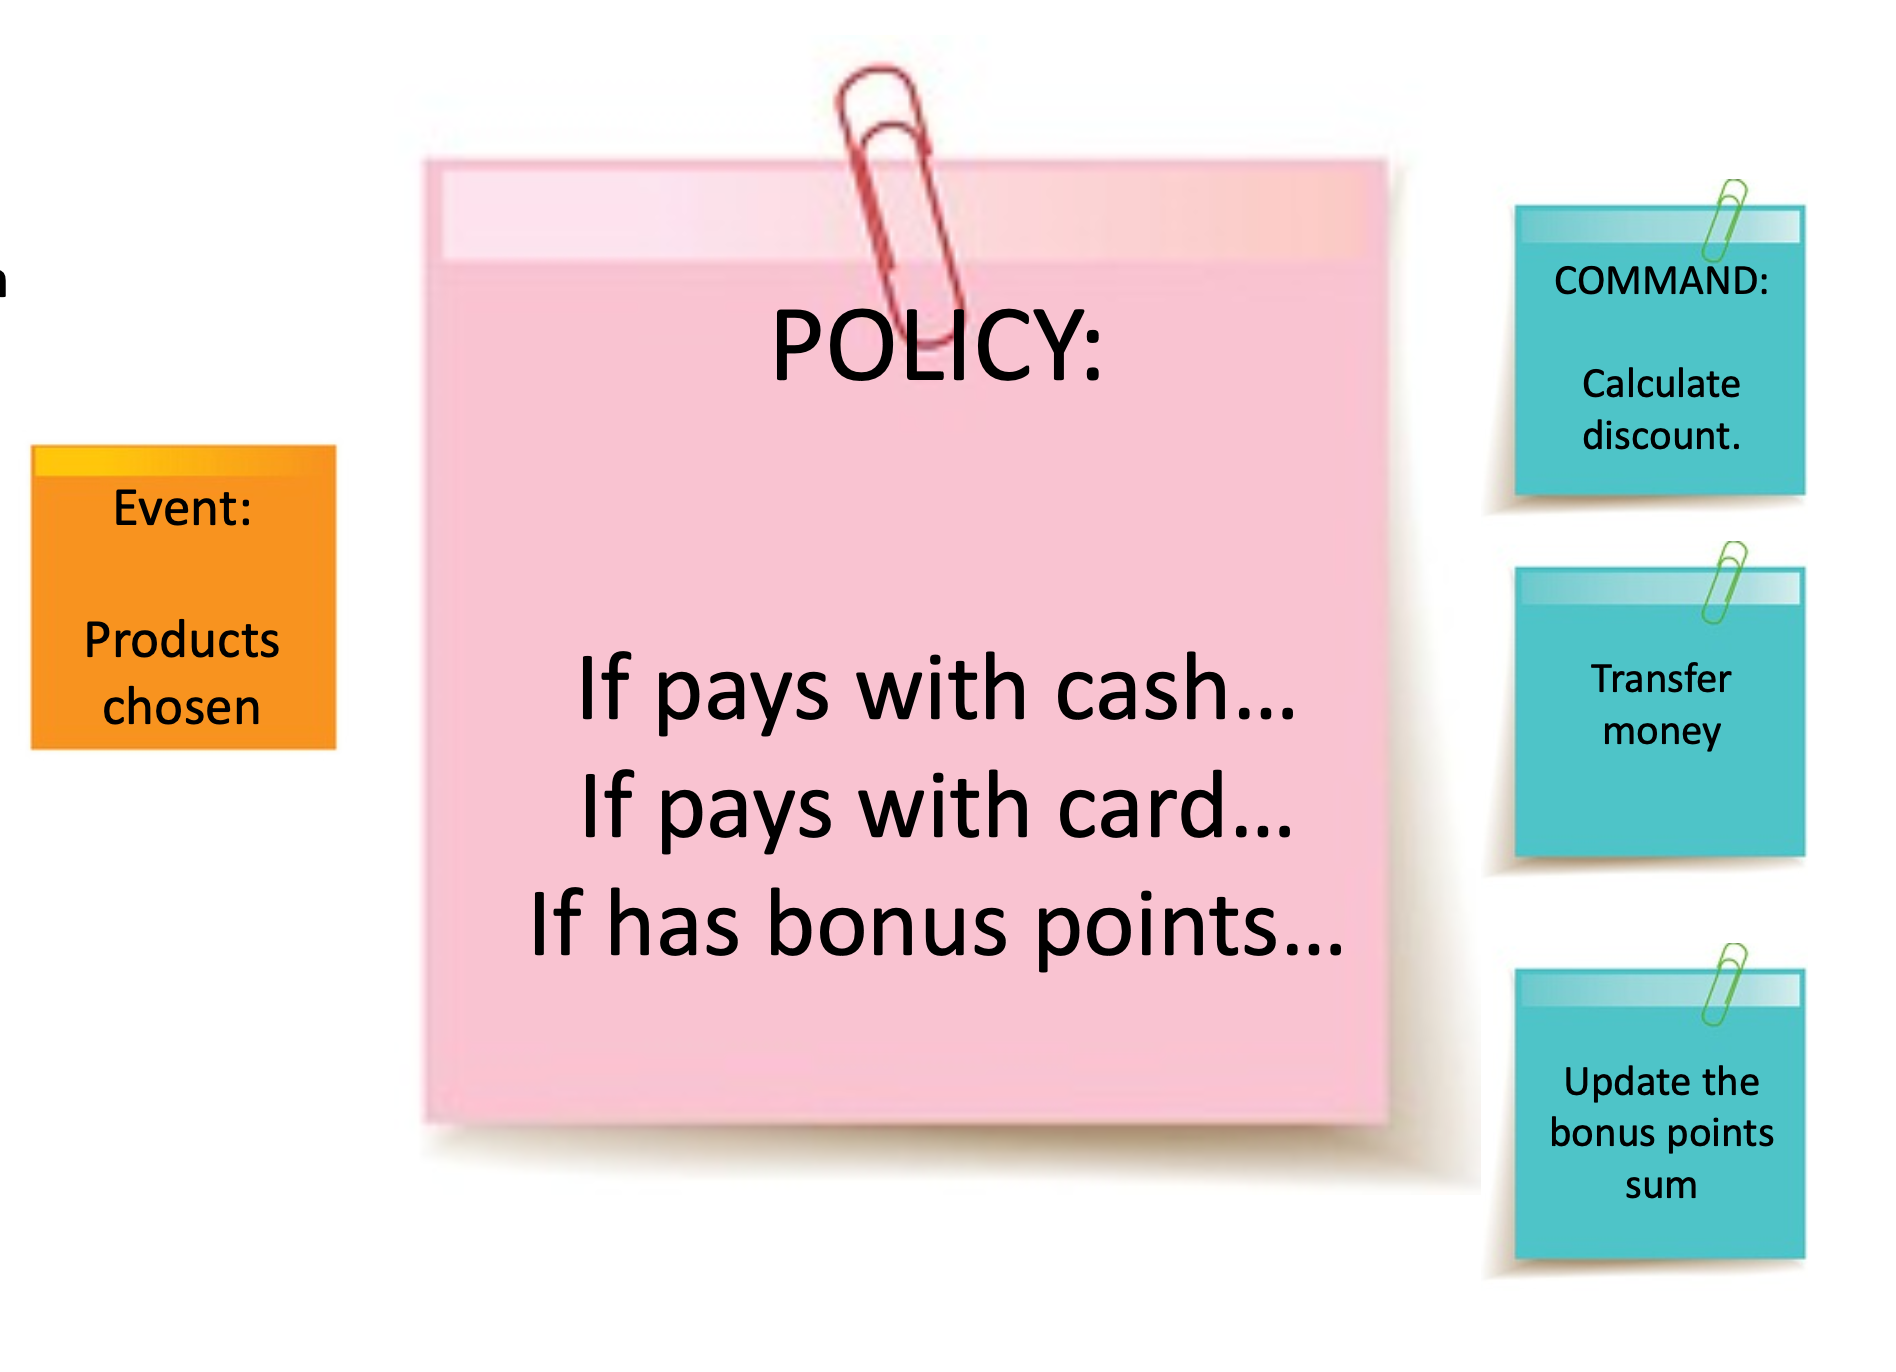 Event:
Products
chosen
POLICY:
If pays with cash...
If pays with card...
If has bonus points...
COMMAND:
Calculate
discount.
Transfer
money
Update the
bonus points
sum